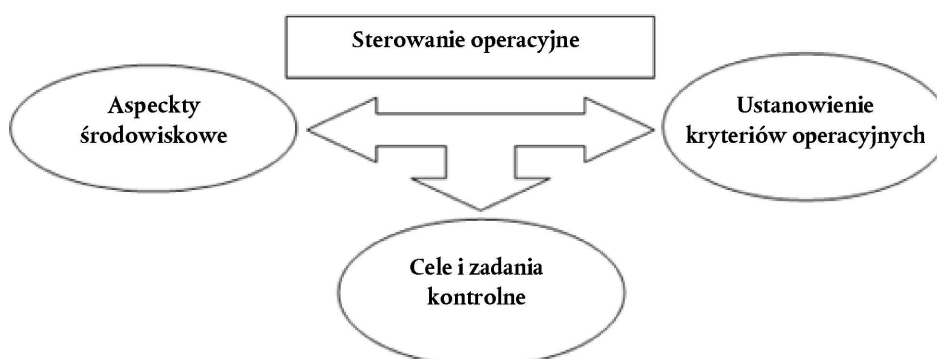 Sterowanie operacyjne
Aspeckty
środowiskowe
Ustanowienie
kryteriów operacyjnych
Cele i zadania
kontrolne